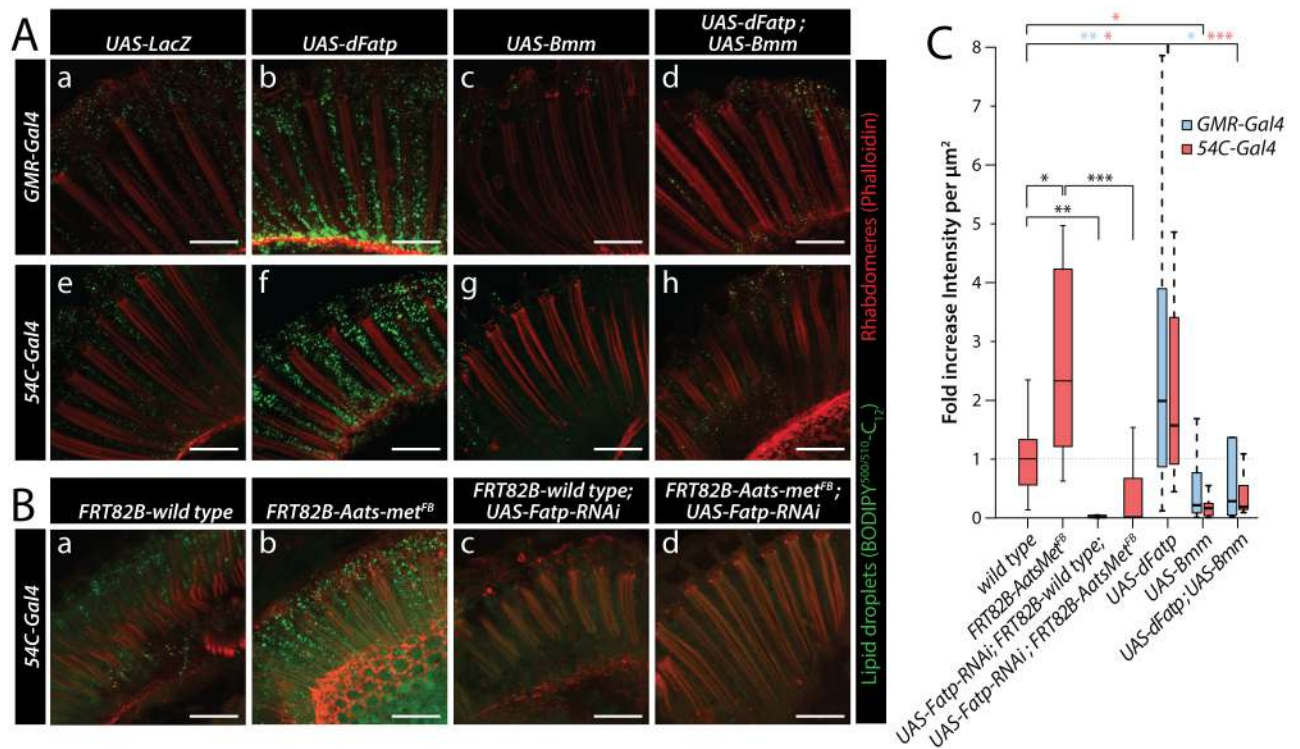 A
UAS-LacZ
UAS-dFatp
UAS-Bmm
UAS-dFatp ;
UAS-Bmm
GMR-Gal4
a
b
c
d
54C-Gal4
e
f
g
h
B
FRT82B-wild type
FRT82B-Aats-metFB
FRT82B-wild type;
UAS-Fatp-RNAi
FRT82B-Aats-metFB ;
UAS-Fatp-RNAi
54C-Gal4
a
b
c
d
Rhabdomeres (Phalloidin)
Lipid droplets (BODIPY500/510-C12)
C
*
** * * ***
GMR-Gal4
54C-Gal4
* ***
**
Fold increase Intensity per µm²
8
7
6
5
4
3
2
1
0
wild type
FRT82B-AatsMetFB
UAS-Fatp-RNAi; FRT82B-wild type;
UAS-Fatp-RNAi ; FRT82B-AatsMetFB
UAS-dFatp
UAS-Bmm
UAS-dFatp ; UAS-Bmm